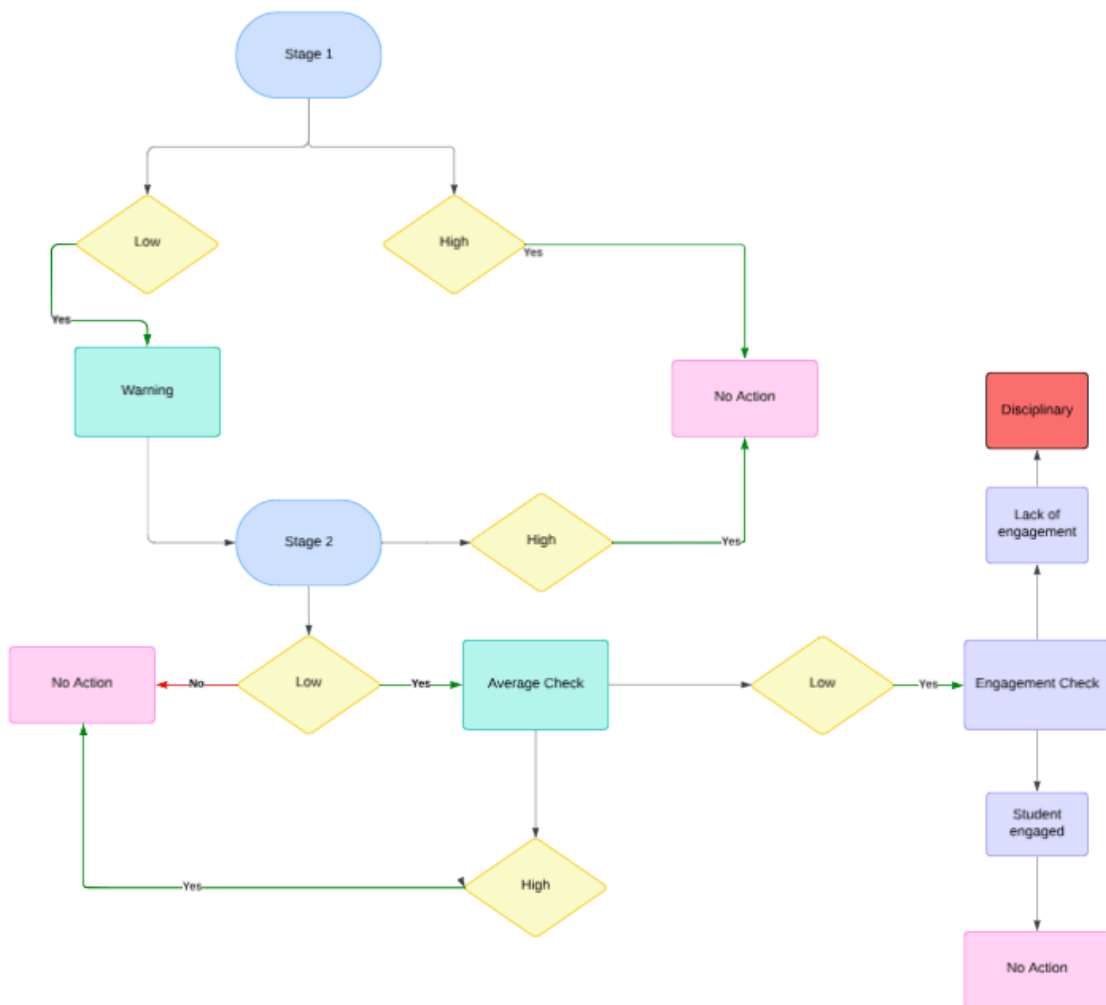 Stage 1
Low
High
Yes
Yes
Warning
No Action
Disciplinary
Lack of
engagement
Stage 2
High
Yes
No Action
No
Low
Yes
Average Check
Low
Yes
Engagement Check
Student
engaged
Yes
High
No Action